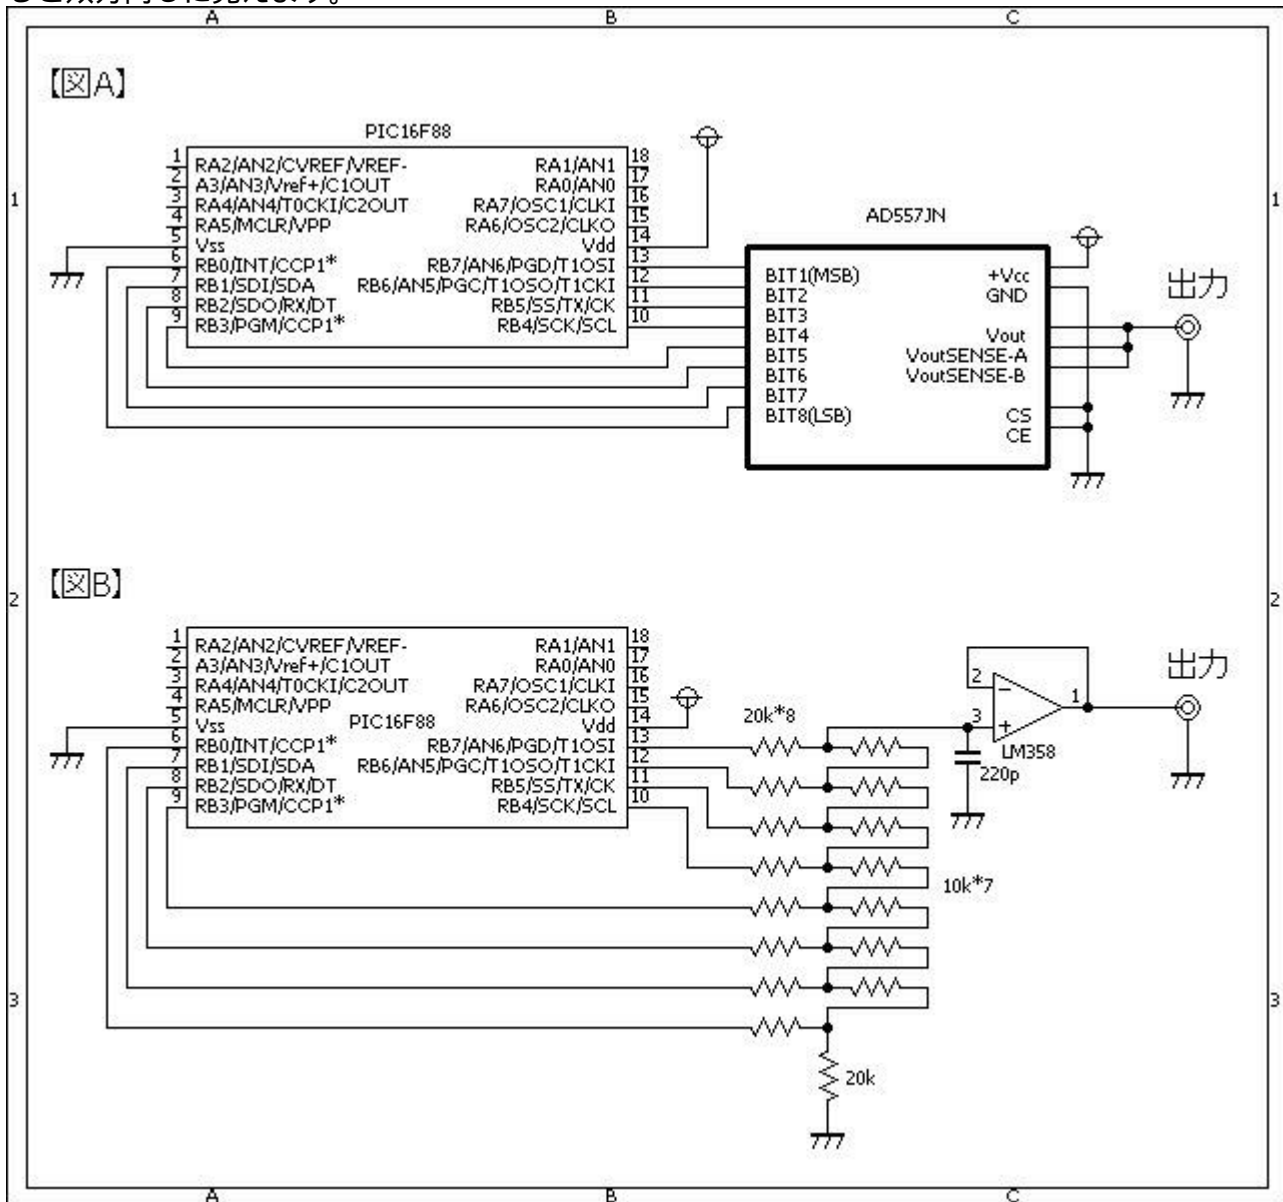 A B C
【図A】
PIC16F88
1 RA2/AN2/CVREF/VREF- RA1/AN1 18
2 A3/AN3/Vref+/C1OUT RA0/AN0 17
3 RA4/AN4/T0CKI/C2OUT RA7/OSC1/CLKI 16
4 RA5/MCLR/VPP RA6/OSC2/CLKO 15
5 Vss Vdd 14
6 RB0/INT/CCP1* RB7/AN6/PGD/T1OSI 13
7 RB1/SDI/SDA RB6/AN5/PGC/T1OSO/T1CKI 12
8 RB2/SDO/RX/DT RB5/SS/TX/CK 11
9 RB3/PGM/CCP1* RB4/SCK/SCL 10
1 1
AD557JN
BIT1(MSB) +Vcc
BIT2 GND
BIT3
BIT4 Vout
BIT5 VoutSENSE-A
BIT6 VoutSENSE-B
BIT7
BIT8(LSB) CS
CE
出力
【図B】
2 2
1 RA2/AN2/CVREF/VREF- RA1/AN1 18
2 A3/AN3/Vref+/C1OUT RA0/AN0 17
3 RA4/AN4/T0CKI/C2OUT RA7/OSC1/CLKI 16
4 RA5/MCLR/VPP RA6/OSC2/CLKO 15
5 Vss PIC16F88 Vdd 14
6 RB0/INT/CCP1* RB7/AN6/PGD/T1OSI 13
7 RB1/SDI/SDA RB6/AN5/PGC/T1OSO/T1CKI 12
8 RB2/SDO/RX/DT RB5/SS/TX/CK 11
9 RB3/PGM/CCP1* RB4/SCK/SCL 10
20k*8
2 −
3 + 1
LM358
220p
出力
10k*7
3 3
20k
A B C